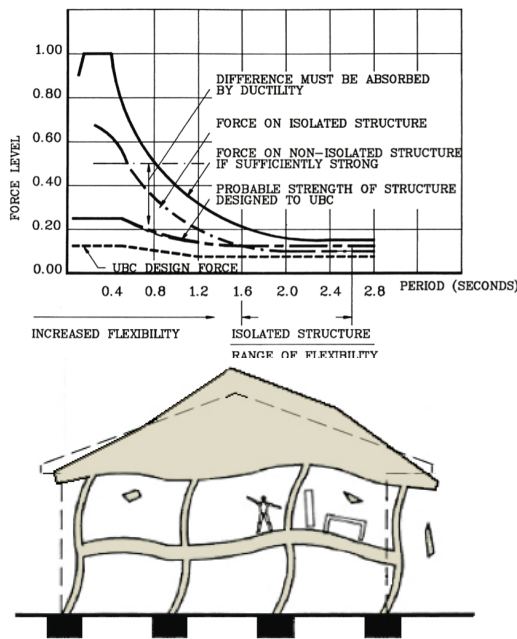 1.00
0.80
0.60
0.40
0.20
0.00
FORCE LEVEL
DIFFERENCE MUST BE ABSORBED
BY DUCTILITY
FORCE ON ISOLATED STRUCTURE
FORCE ON NON-ISOLATED STRUCTURE
IF SUFFICIENTLY STRONG
PROBABLE STRENGTH OF STRUCTURE
DESIGNED TO UBC
UBC DESIGN FORCE
0.4 0.8 1.2 1.6 2.0 2.4 2.8 PERIOD (SECONDS)
INCREASED FLEXIBILITY
ISOLATED STRUCTURE
RANGE OF FLEXIBILITY